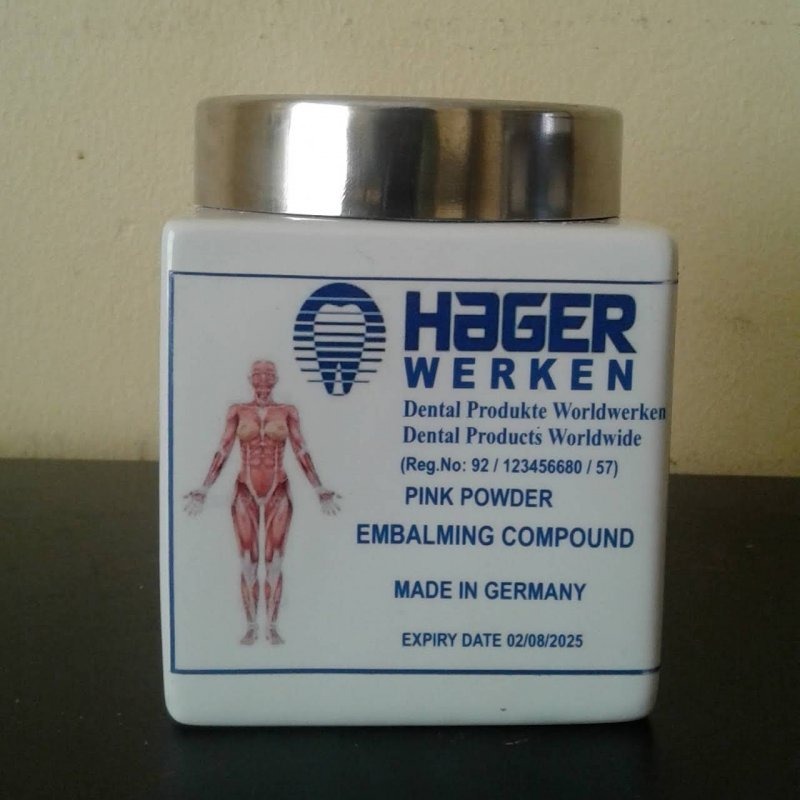 HaGER
WERKEN
Dental Produkte Worldwerken
Dental Products Worldwide
(Reg.No: 92 / 123456680 / 57)
PINK POWDER
EMBALMING COMPOUND
MADE IN GERMANY
EXPIRY DATE 02/08/2025